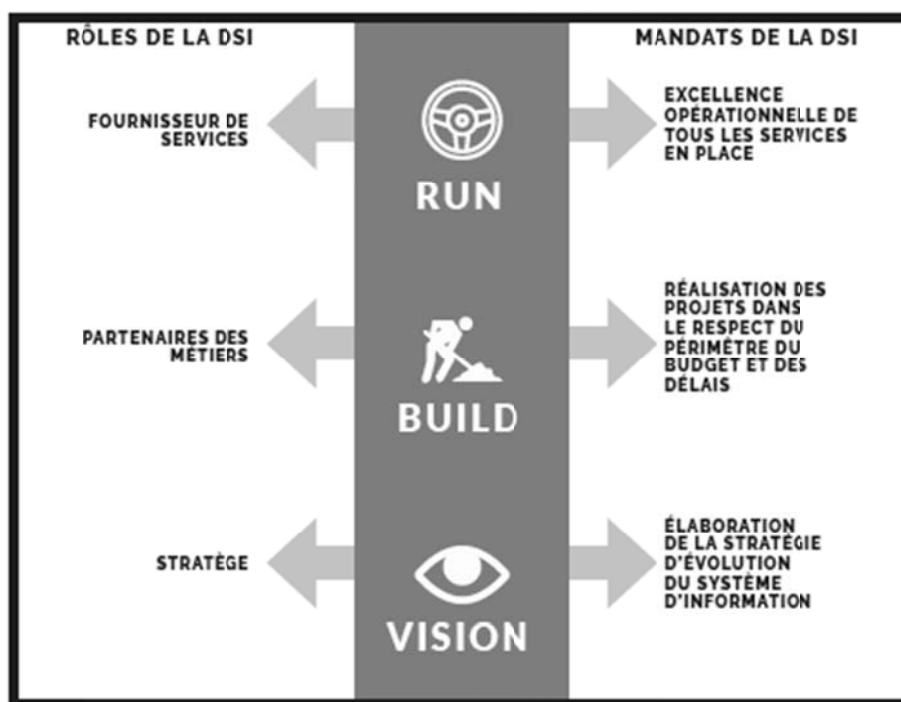 RÔLES DE LA DSI
MANDATS DE LA DSI
FOURNISSEUR DE
SERVICES
RUN
EXCELLENCE
OPÉRATIONNELLE DE
TOUS LES SERVICES
EN PLACE
PARTENAIRES DES
MÉTIERS
BUILD
RÉALISATION DES
PROJETS DANS
LE RESPECT DU
PÉRIMÈTRE DU
BUDGET ET DES
DÉLAIS
STRATÈGE
VISION
ÉLABORATION
DE LA STRATÉGIE
D'ÉVOLUTION
DU SYSTÈME
D'INFORMATION